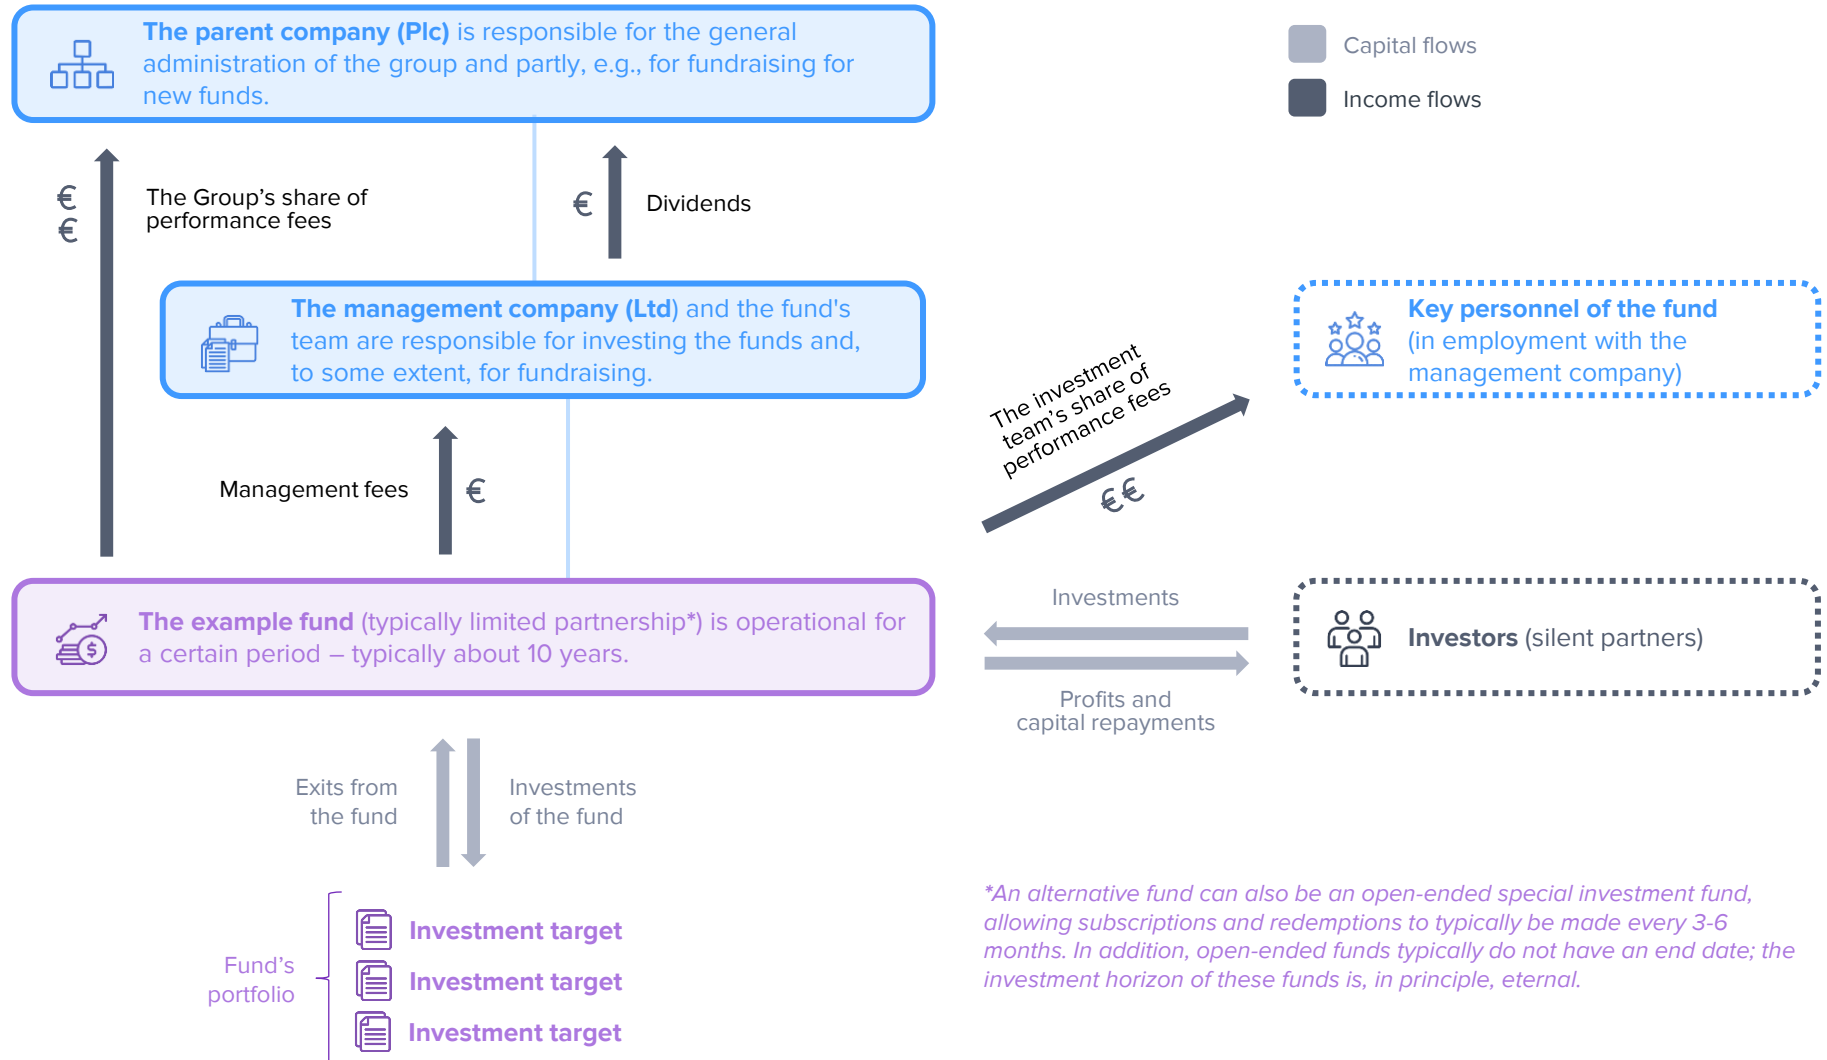 The parent company (Plc) is responsible for the general
administration of the group and partly, e.g., for fundraising for
new funds.
Capital flows
Income flows
€
€
The Group's share of
performance fees
€
Dividends
The management company (Ltd) and the fund's
team are responsible for investing the funds and,
to some extent, for fundraising.
Key personnel of the fund
(in employment with the
management company)
The investment
team's share of
performance fees
€€
Management fees
€
The example fund (typically limited partnership*) is operational for
a certain period – typically about 10 years.
Investments
Profits and
capital repayments
Investors (silent partners)
Exits from
the fund
Investments
of the fund
Fund's
portfolio
Investment target
Investment target
Investment target
*An alternative fund can also be an open-ended special investment fund,
allowing subscriptions and redemptions to typically be made every 3-6
months. In addition, open-ended funds typically do not have an end date; the
investment horizon of these funds is, in principle, eternal.